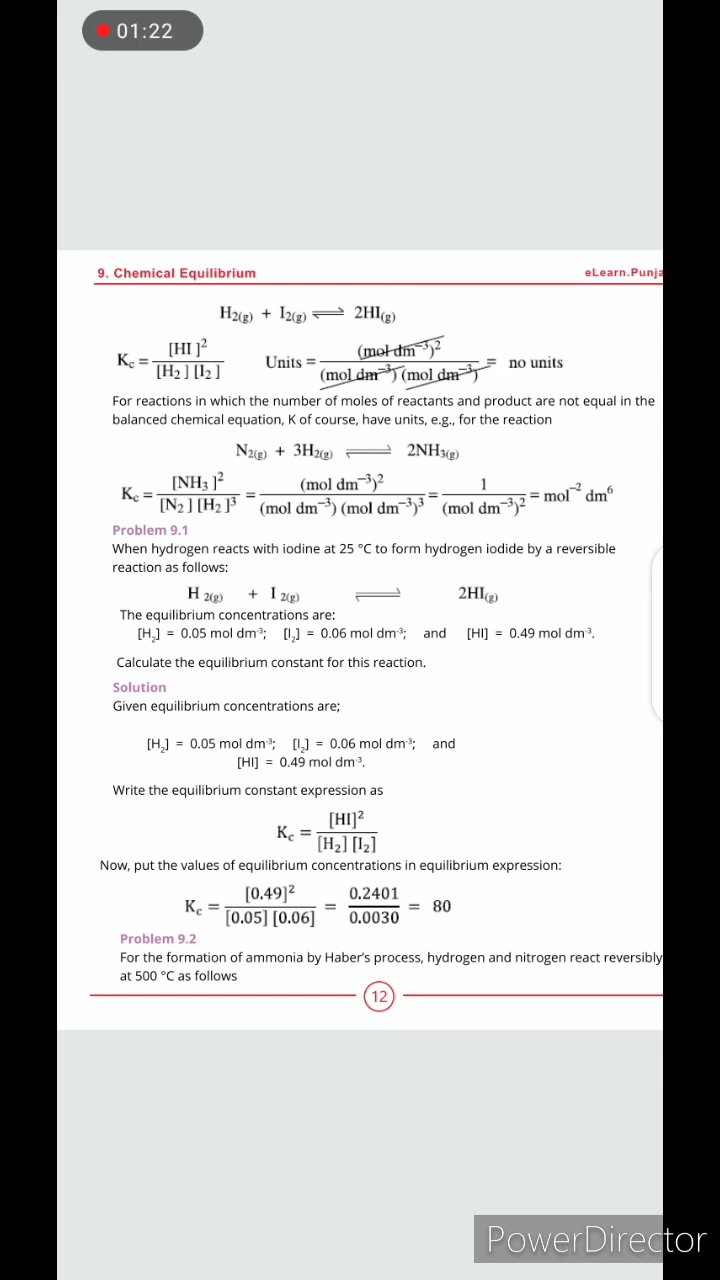 01:22
9. Chemical Equilibrium eLearn.Punja
H₂(g) + I₂(g) ⇌ 2HI(g)
K꜀ = [HI ]² / [H₂ ] [I₂ ] Units = (mol dm⁻³)² / (mol dm⁻³) (mol dm⁻³) = no units
For reactions in which the number of moles of reactants and product are not equal in the
balanced chemical equation, K of course, have units, e.g., for the reaction
N₂(g) + 3H₂(g) ⇌ 2NH₃(g)
K꜀ = [NH₃ ]² / [N₂ ] [H₂ ]³ = (mol dm⁻³)² / (mol dm⁻³) (mol dm⁻³)³ = 1 / (mol dm⁻³)² = mol⁻² dm⁶
Problem 9.1
When hydrogen reacts with iodine at 25 °C to form hydrogen iodide by a reversible
reaction as follows:
H ₂(g) + I ₂(g) ⇌ 2HI(g)
The equilibrium concentrations are:
[H₂] = 0.05 mol dm⁻³; [I₂] = 0.06 mol dm⁻³; and [HI] = 0.49 mol dm⁻³.
Calculate the equilibrium constant for this reaction.
Solution
Given equilibrium concentrations are;
[H₂] = 0.05 mol dm⁻³; [I₂] = 0.06 mol dm⁻³; and
[HI] = 0.49 mol dm⁻³.
Write the equilibrium constant expression as
K꜀ = [HI]² / [H₂] [I₂]
Now, put the values of equilibrium concentrations in equilibrium expression:
K꜀ = [0.49]² / [0.05] [0.06] = 0.2401 / 0.0030 = 80
Problem 9.2
For the formation of ammonia by Haber's process, hydrogen and nitrogen react reversibly
at 500 °C as follows
12
PowerDirector